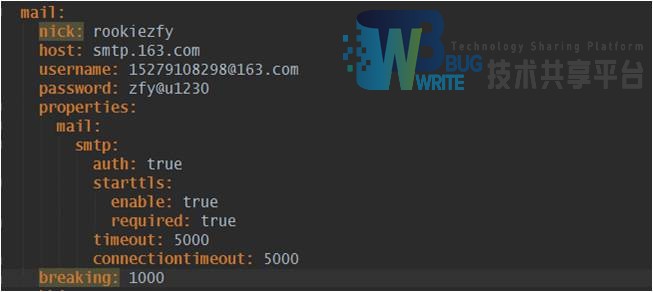 mail:
nick: rookiezfy
host: smtp.163.com
username: 15279108298@163.com
password: zfy@u1230
properties:
mail:
smtp:
auth: true
starttls:
enable: true
required: true
timeout: 5000
connectiontimeout: 5000
breaking: 1000
Technology Sharing Platform
WB BUG
WRITE
技术共享平台